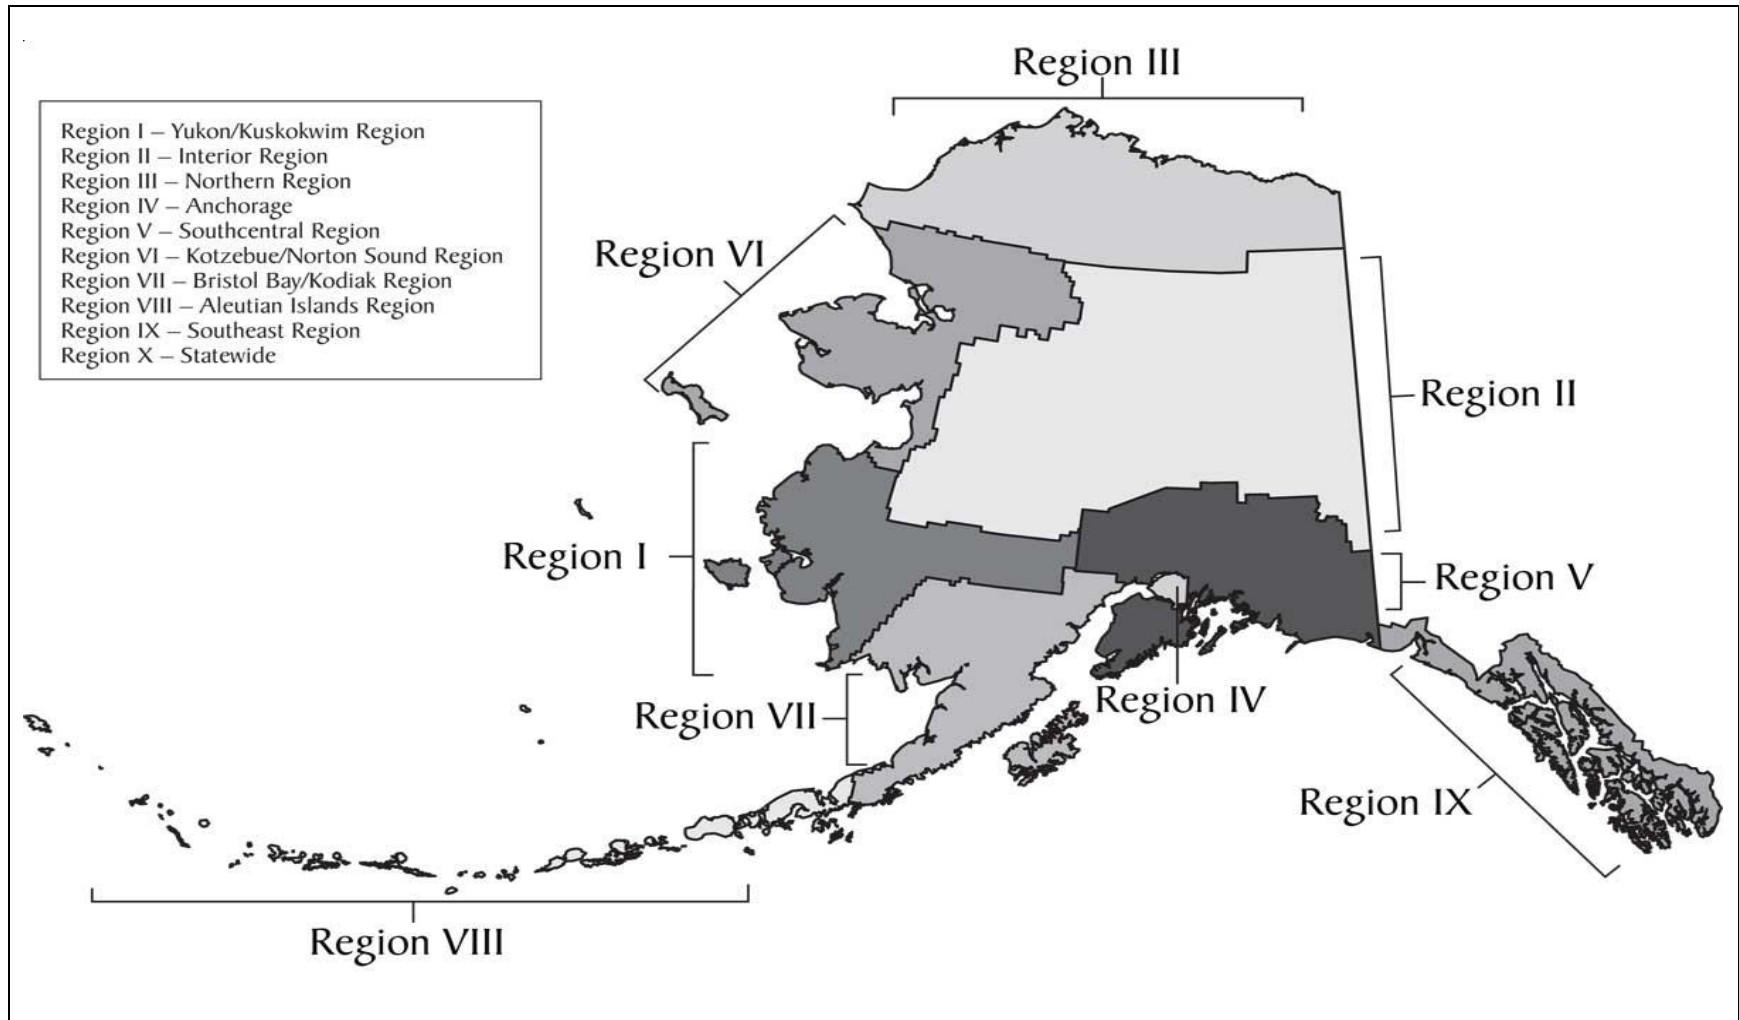 Region III
Region I – Yukon/Kuskokwim Region
Region II – Interior Region
Region III – Northern Region
Region IV – Anchorage
Region V – Southcentral Region
Region VI – Kotzebue/Norton Sound Region
Region VII – Bristol Bay/Kodiak Region
Region VIII – Aleutian Islands Region
Region IX – Southeast Region
Region X – Statewide
Region VI
Region II
Region I
Region V
Region IV
Region VII
Region IX
Region VIII